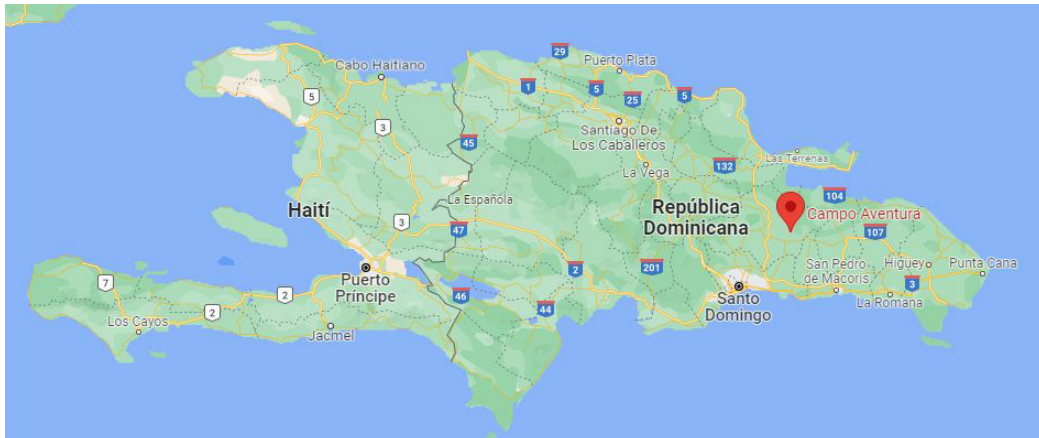 29
Puerto Plata
Cabo Haitiano
1
5
25
5
5
3
Santiago De
Los Caballeros
45
Las Terrenas
132
La Vega
104
La Española
República
Dominicana
Haití
Campo Aventura
3
47
107
2
201
San Pedro
de Macoris
Higuey
Punta Cana
Puerto
Príncipe
7
2
46
3
Santo
Domingo
La Romana
2
44
Los Cayos
Jacmel